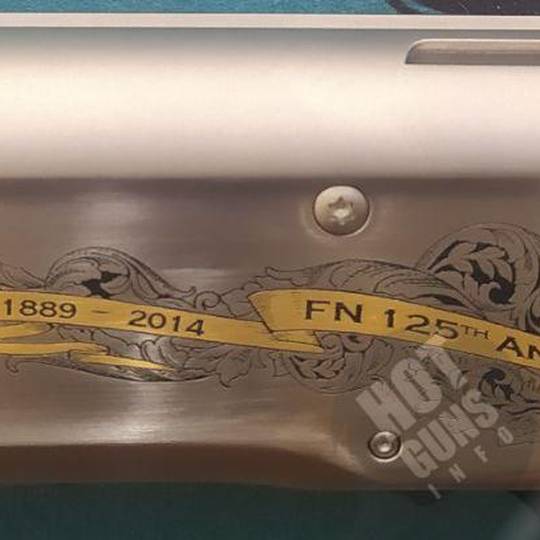 1889 - 2014
FN 125TH AN
HOT
GUNS
INFO